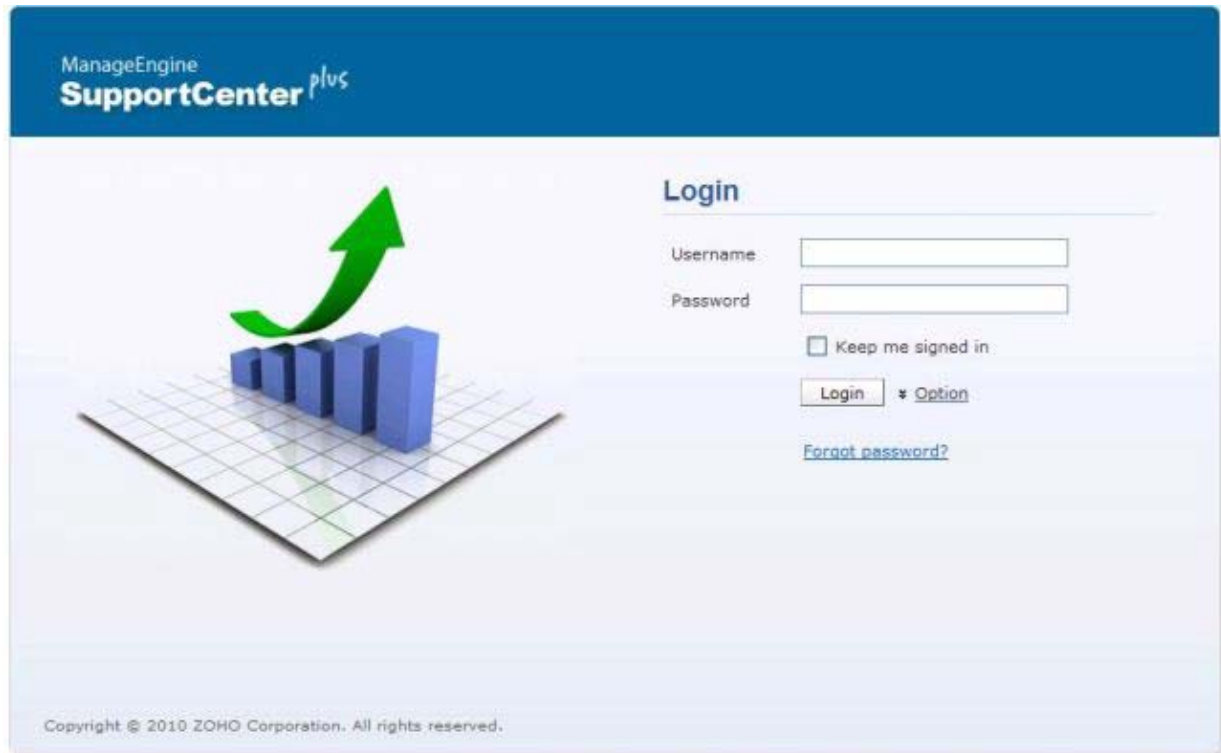 ManageEngine
SupportCenter plus
Login
Username
Password
Keep me signed in
Login Option
Forgot password?
Copyright © 2010 ZOHO Corporation. All rights reserved.